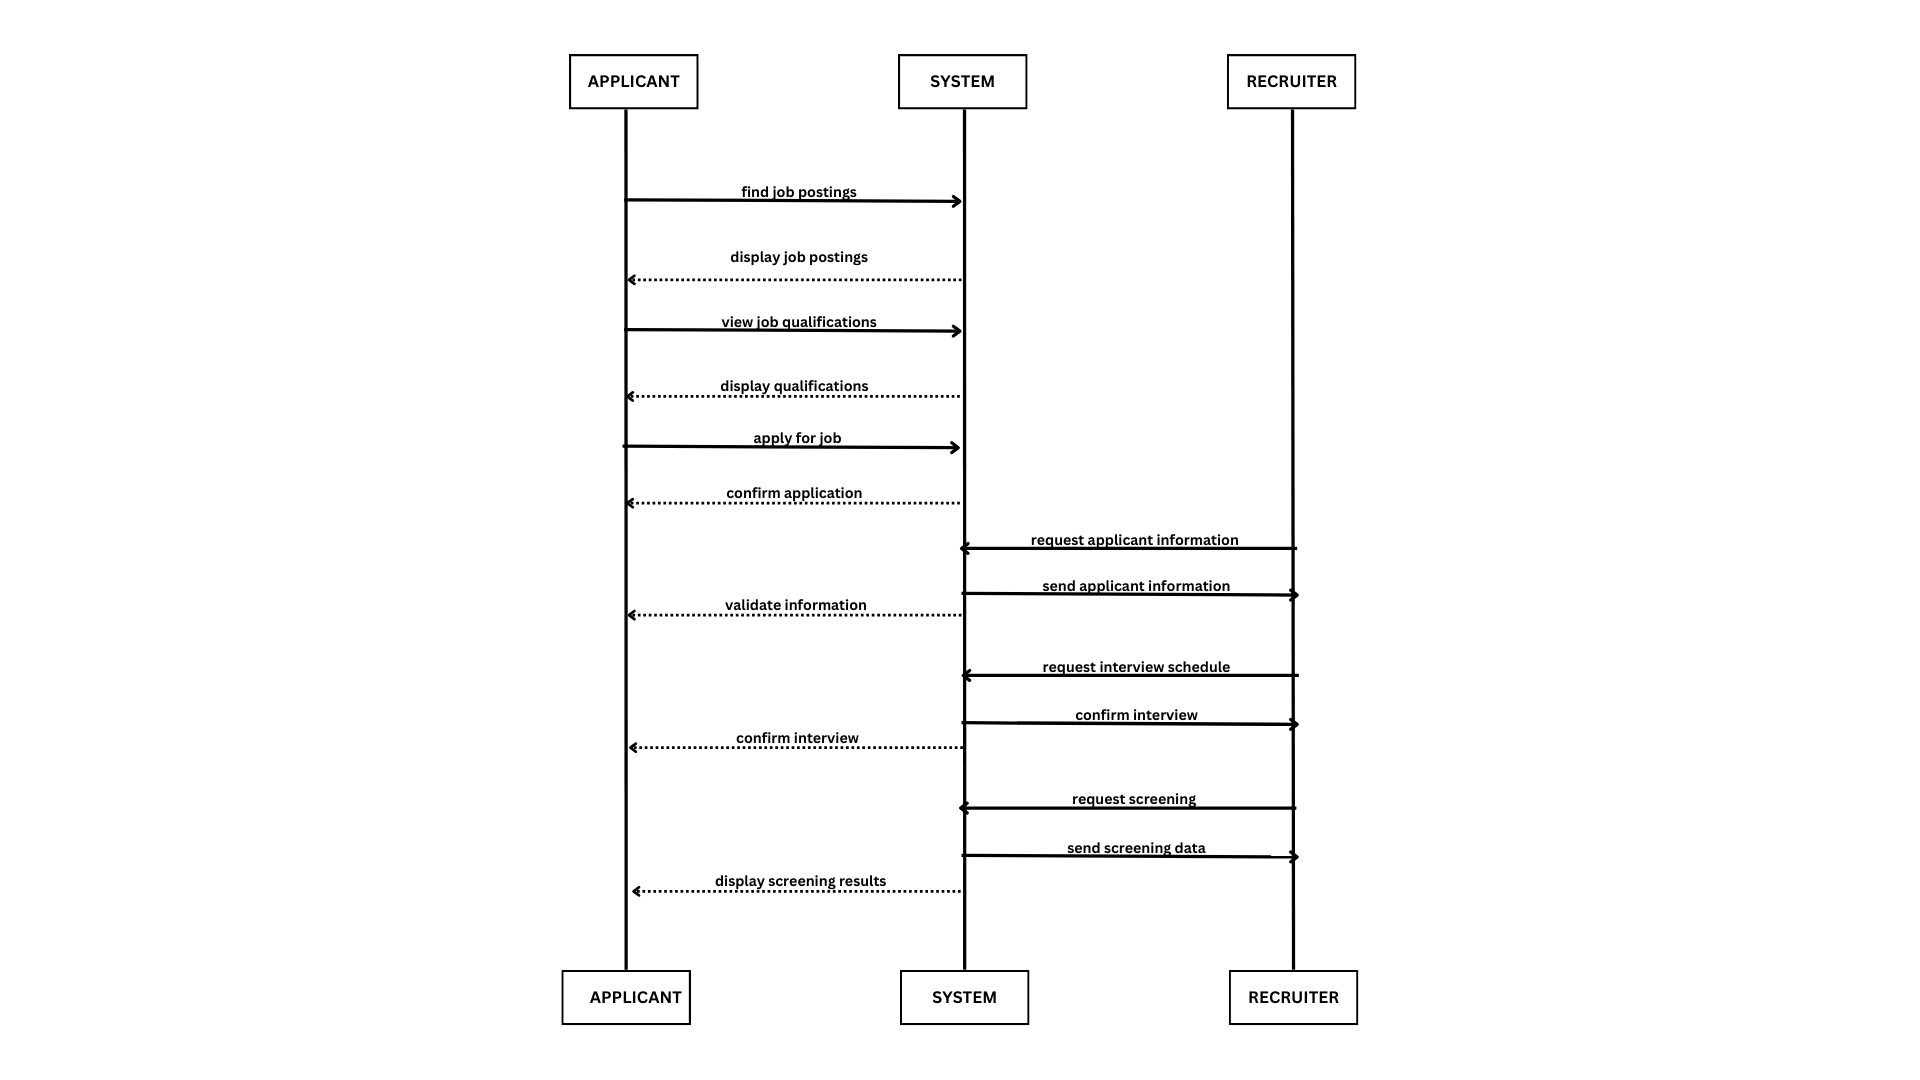 APPLICANT
SYSTEM
RECRUITER
find job postings
display job postings
view job qualifications
display qualifications
apply for job
confirm application
request applicant information
send applicant information
validate information
request interview schedule
confirm interview
confirm interview
request screening
send screening data
display screening results
APPLICANT
SYSTEM
RECRUITER